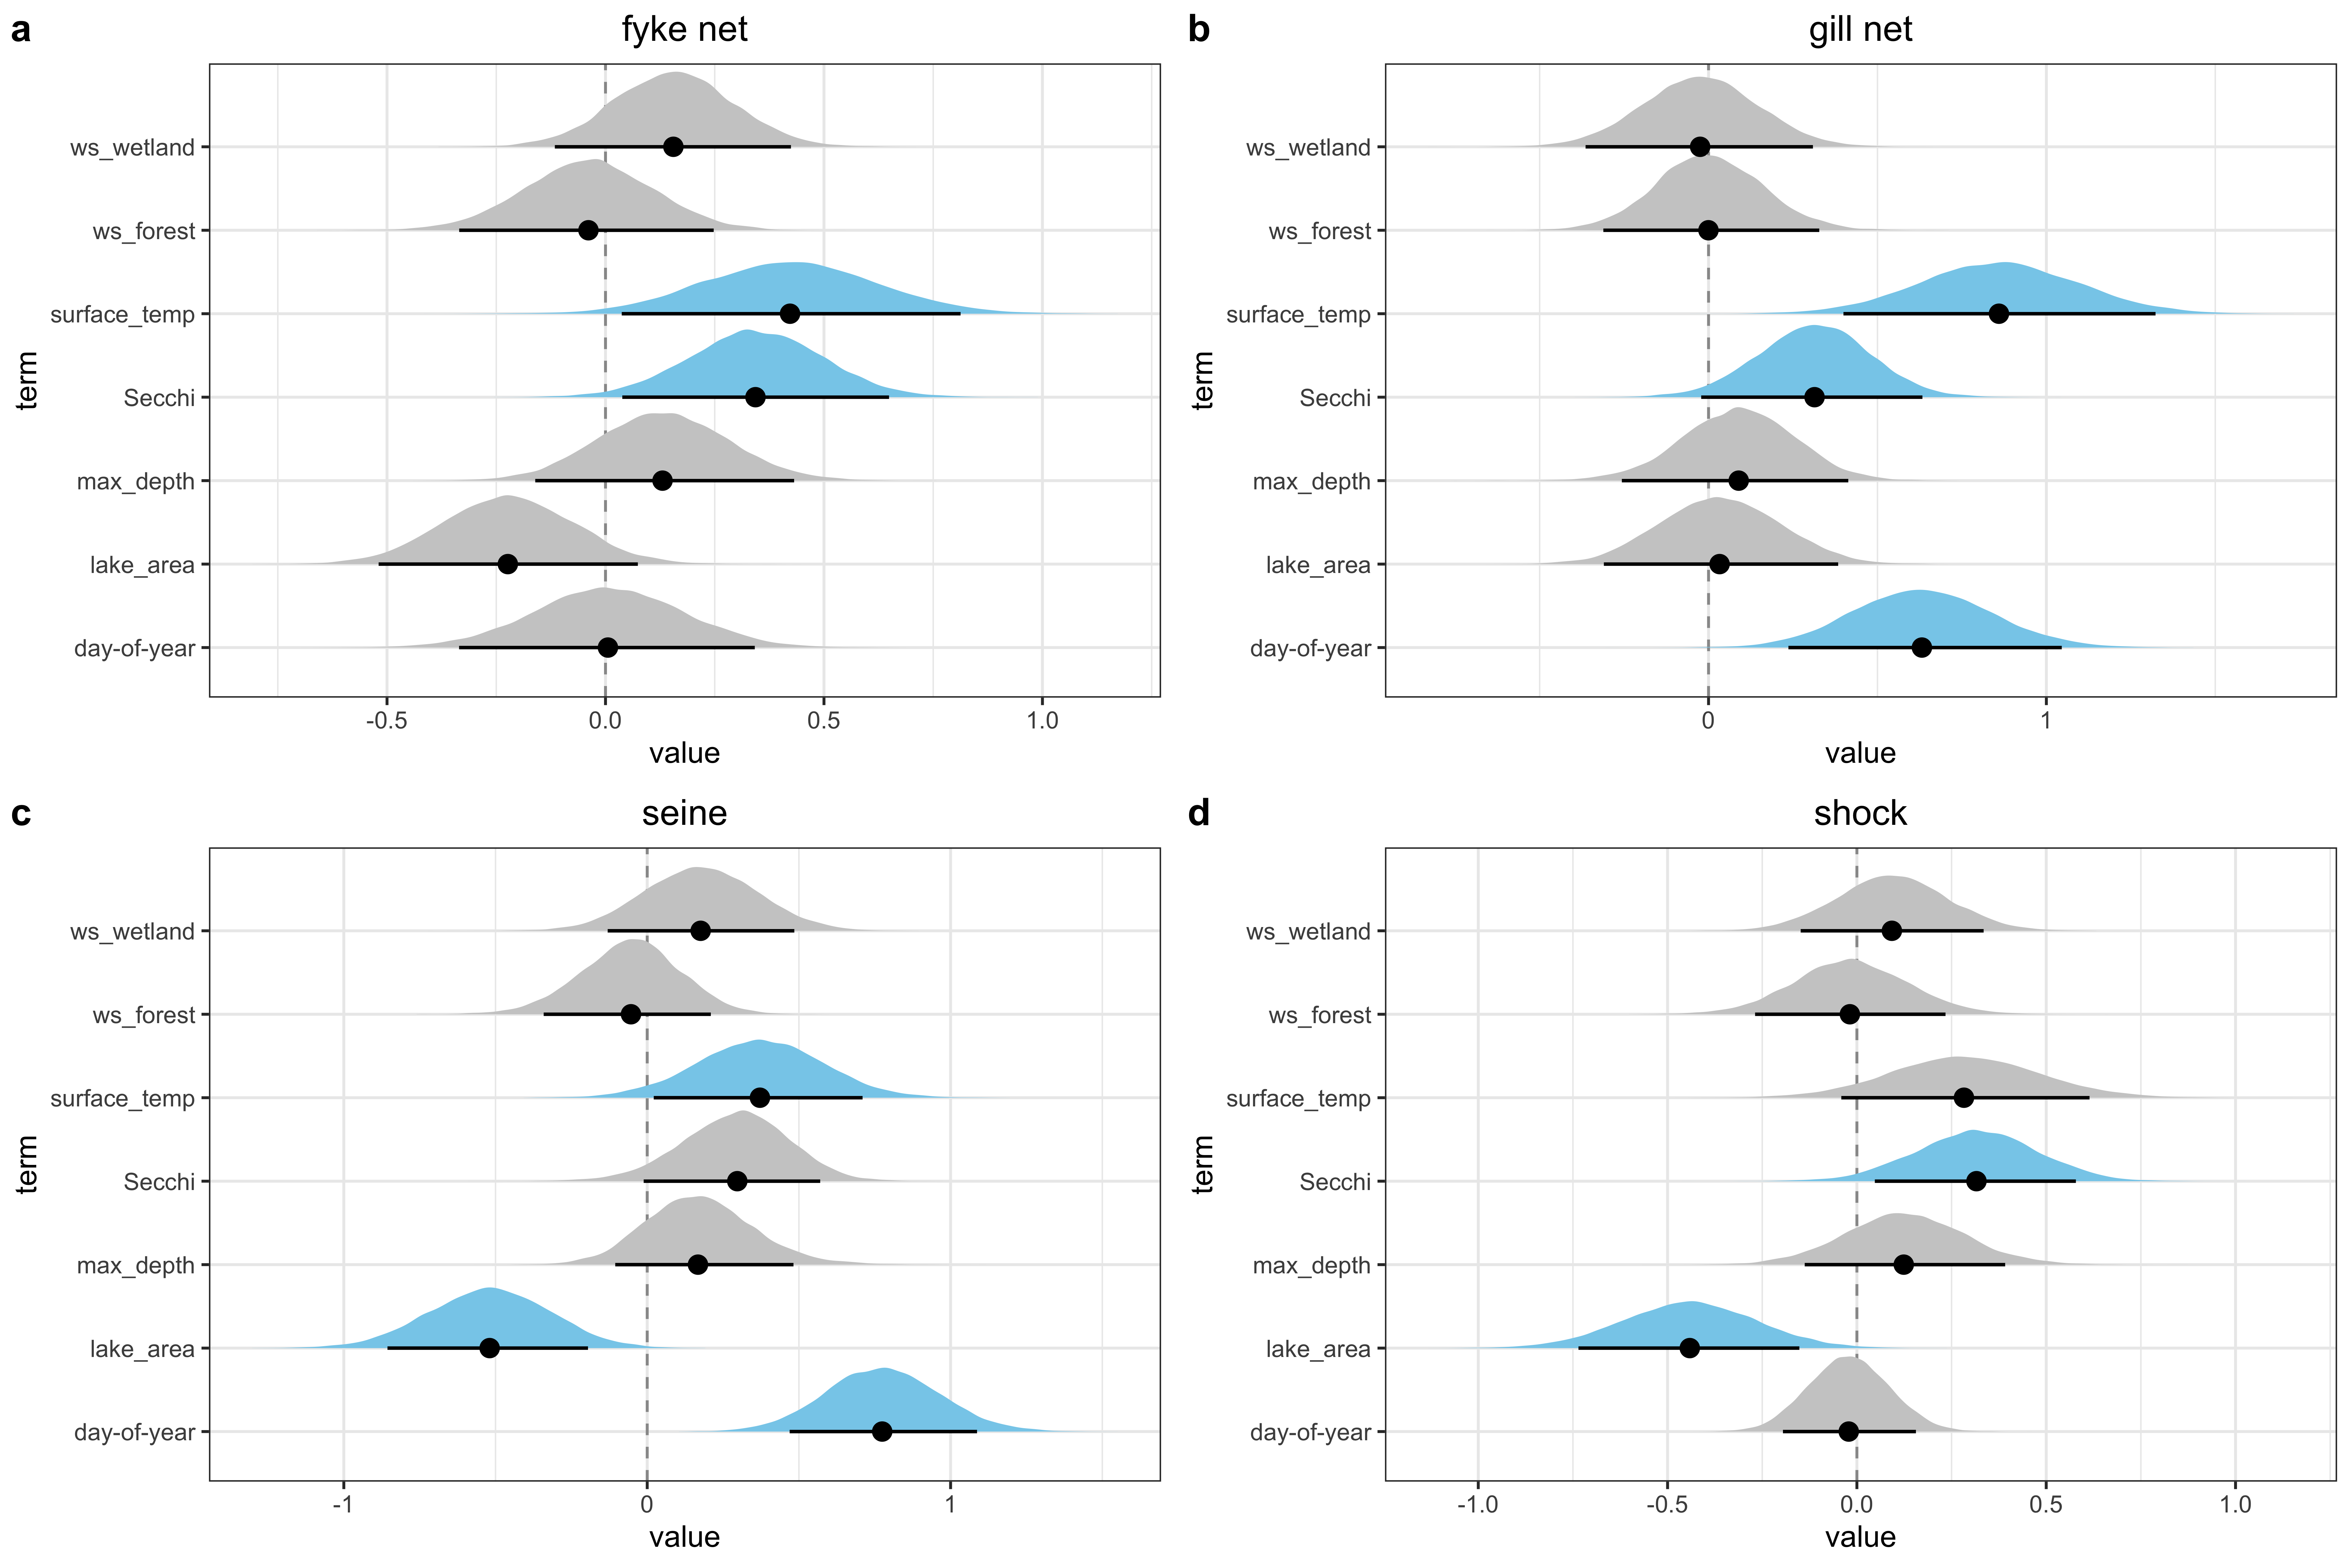 a
fyke net
term
ws_wetland
ws_forest
surface_temp
Secchi
max_depth
lake_area
day-of-year
-0.5 0.0 0.5 1.0
value
b
gill net
term
ws_wetland
ws_forest
surface_temp
Secchi
max_depth
lake_area
day-of-year
0 1
value
c
seine
term
ws_wetland
ws_forest
surface_temp
Secchi
max_depth
lake_area
day-of-year
-1 0 1
value
d
shock
term
ws_wetland
ws_forest
surface_temp
Secchi
max_depth
lake_area
day-of-year
-1.0 -0.5 0.0 0.5 1.0
value